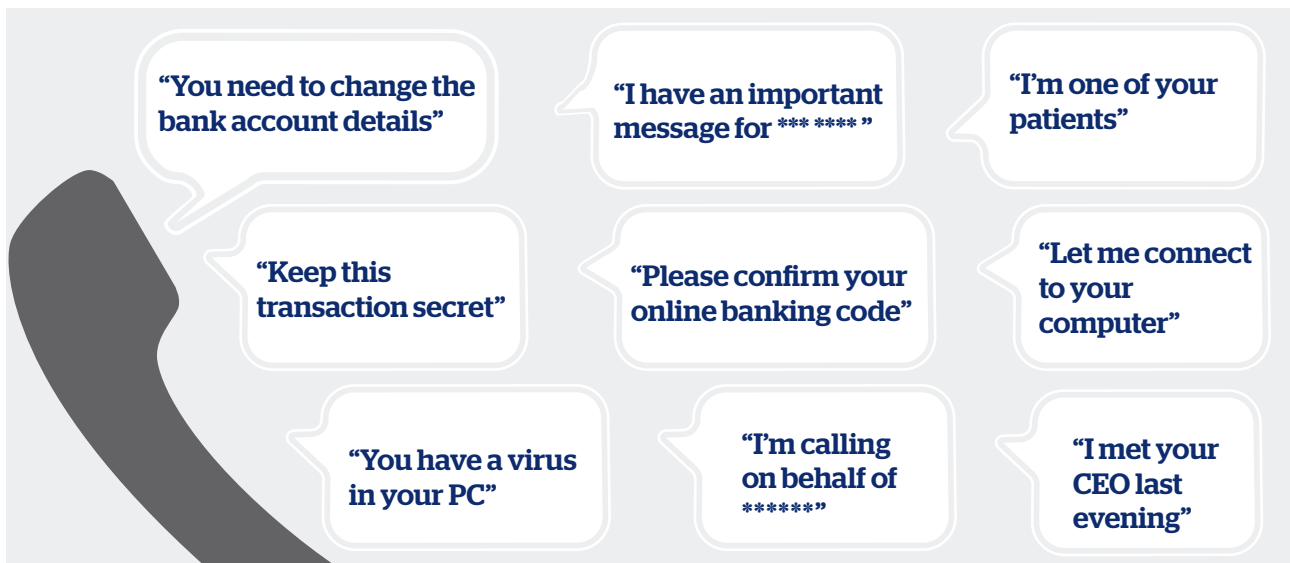 “You need to change the
bank account details”
“I have an important
message for *** **** ”
“I’m one of your
patients”
“Keep this
transaction secret”
“Please confirm your
online banking code”
“Let me connect
to your
computer”
“You have a virus
in your PC”
“I’m calling
on behalf of
******”
“I met your
CEO last
evening”